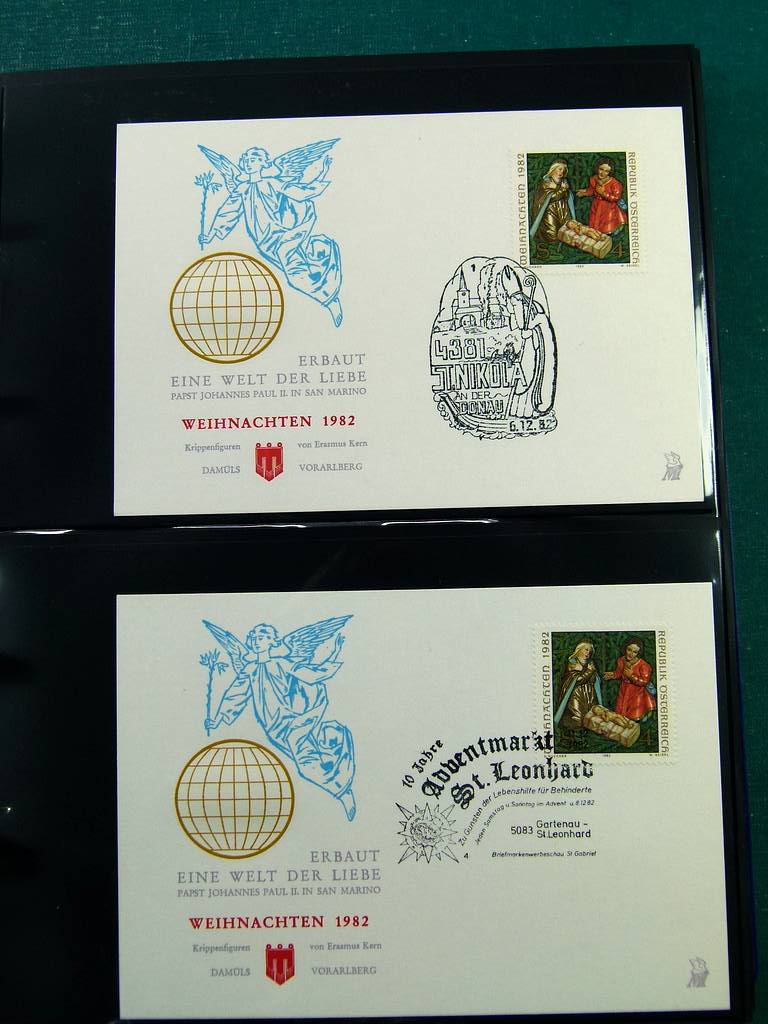 WEIHNACHTEN 1982
REPUBLIK ÖSTERREICH
4381
ST. NIKOLA
AN DER
DONAU
6.12.82
ERBAUT
EINE WELT DER LIEBE
PAPST JOHANNES PAUL II. IN SAN MARINO
WEIHNACHTEN 1982
Krippenfiguren von Erasmus Kern
DAMÜLS VORARLBERG
WEIHNACHTEN 1982
REPUBLIK ÖSTERREICH
10 Jahre
Adventmarkt
St. Leonhard
Zu Gunsten der Lebenshilfe für Behinderte
Jeden Samstag u. Sonntag im Advent u. 8.12.82
5083 Gartenau -
St. Leonhard
4 Briefmarkenwerbeschau St. Gabriel
ERBAUT
EINE WELT DER LIEBE
PAPST JOHANNES PAUL II. IN SAN MARINO
WEIHNACHTEN 1982
Krippenfiguren von Erasmus Kern
DAMÜLS VORARLBERG